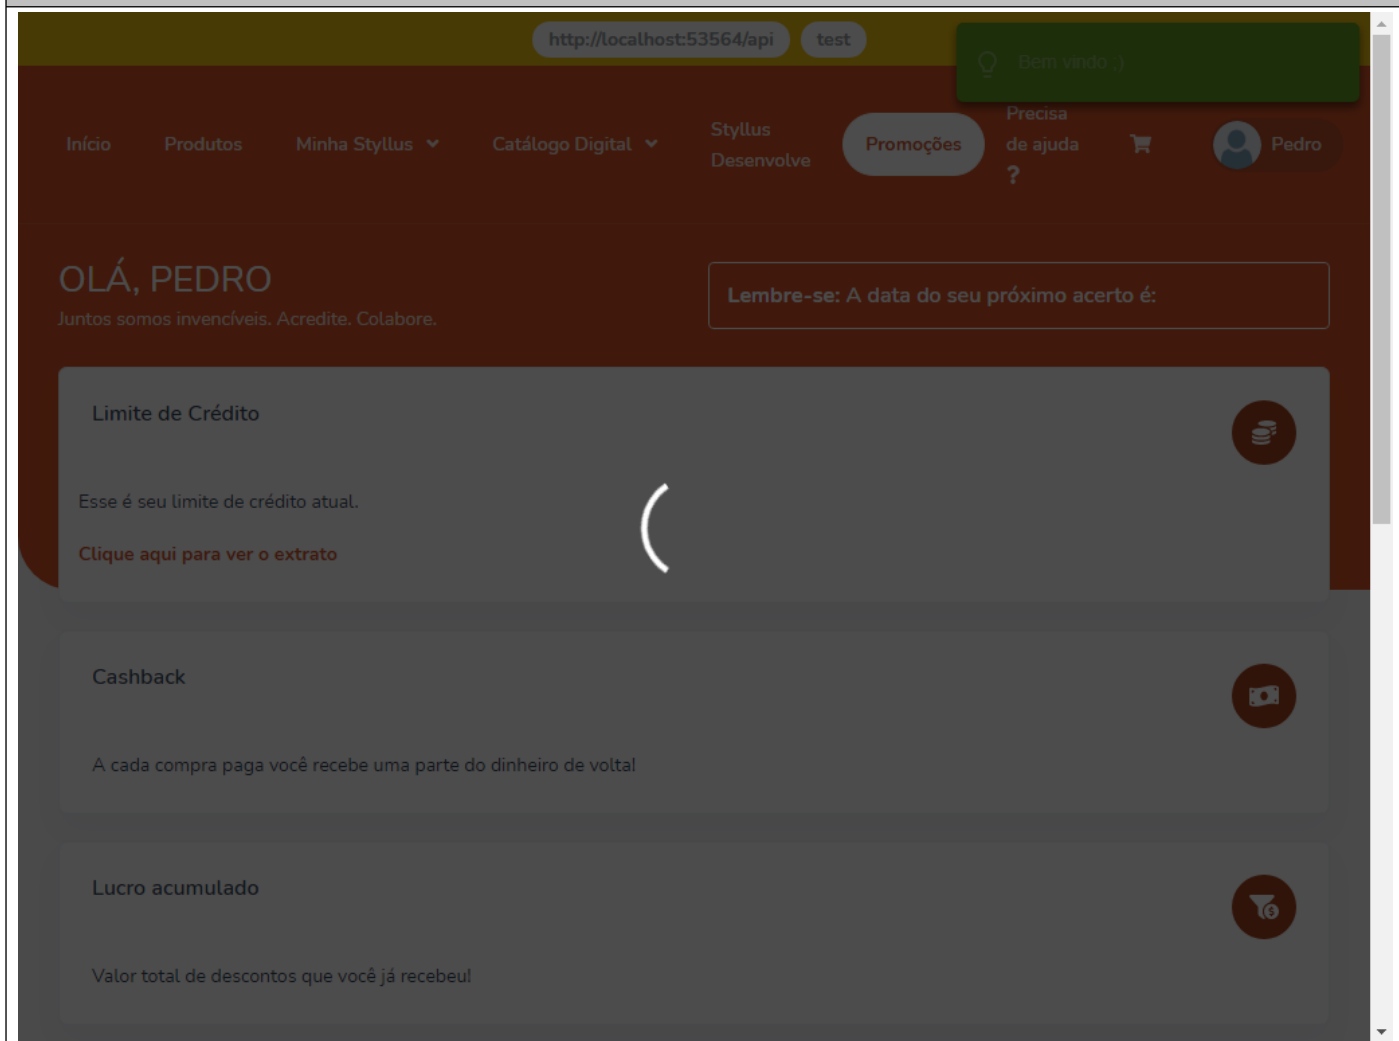 http://localhost:53564/api test
Bem vindo ;)
Início Produtos Minha Styllus Catálogo Digital Styllus Desenvolve Promoções Precisa de ajuda ? Pedro
OLÁ, PEDRO
Juntos somos invencíveis. Acredite. Colabore.
Lembre-se: A data do seu próximo acerto é:
Limite de Crédito
Esse é seu limite de crédito atual.
Clique aqui para ver o extrato
Cashback
A cada compra paga você recebe uma parte do dinheiro de volta!
Lucro acumulado
Valor total de descontos que você já recebeu!